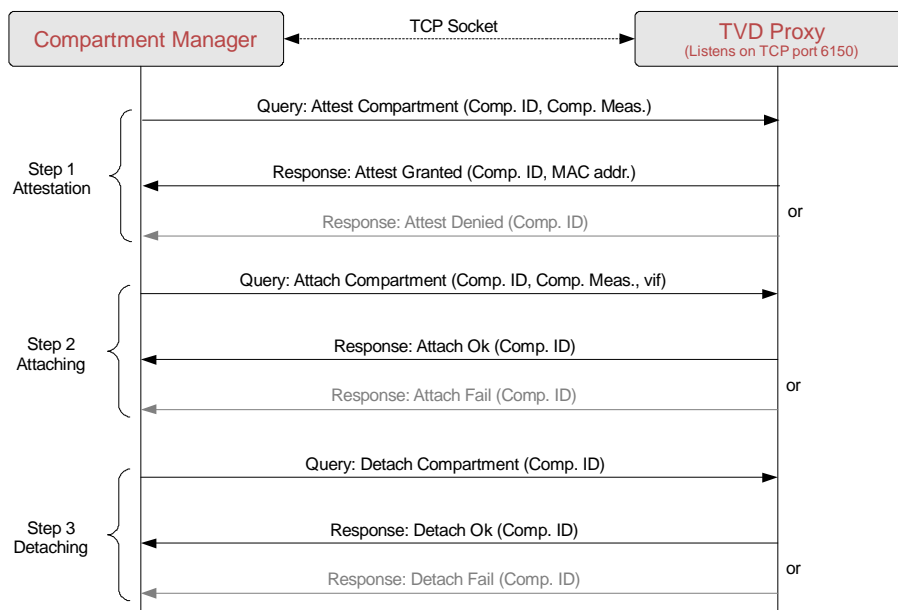 TCP Socket
Compartment Manager
TVD Proxy
(Listens on TCP port 6150)
Query: Attest Compartment (Comp. ID, Comp. Meas.)
Step 1
Attestation
Response: Attest Granted (Comp. ID, MAC addr.)
or
Response: Attest Denied (Comp. ID)
Query: Attach Compartment (Comp. ID, Comp. Meas., vif)
Step 2
Attaching
Response: Attach Ok (Comp. ID)
or
Response: Attach Fail (Comp. ID)
Query: Detach Compartment (Comp. ID)
Step 3
Detaching
Response: Detach Ok (Comp. ID)
or
Response: Detach Fail (Comp. ID)